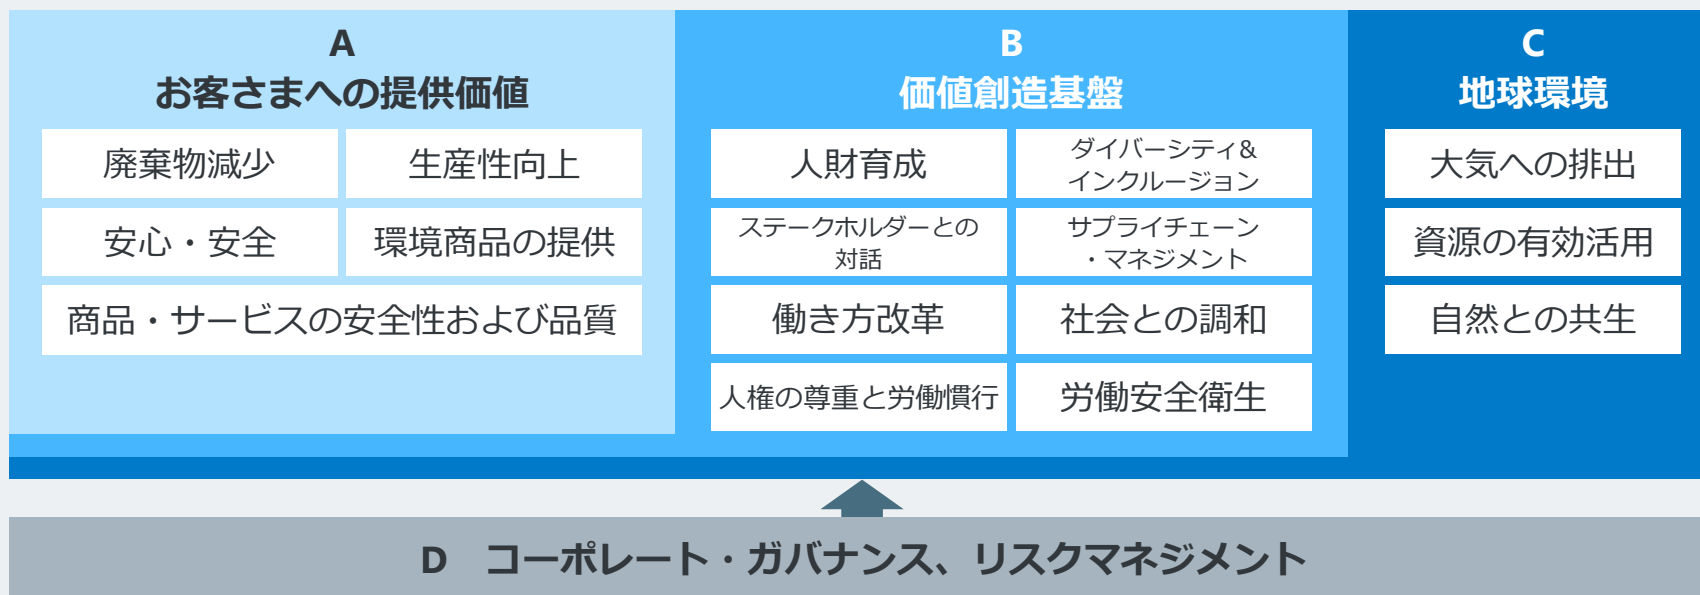 A
お客さまへの提供価値
廃棄物減少
生産性向上
安心・安全
環境商品の提供
商品・サービスの安全性および品質
B
価値創造基盤
人財育成
ダイバーシティ&
インクルージョン
ステークホルダーとの
対話
サプライチェーン
・マネジメント
働き方改革
社会との調和
人権の尊重と労働慣行
労働安全衛生
C
地球環境
大気への排出
資源の有効活用
自然との共生
D コーポレート・ガバナンス、リスクマネジメント